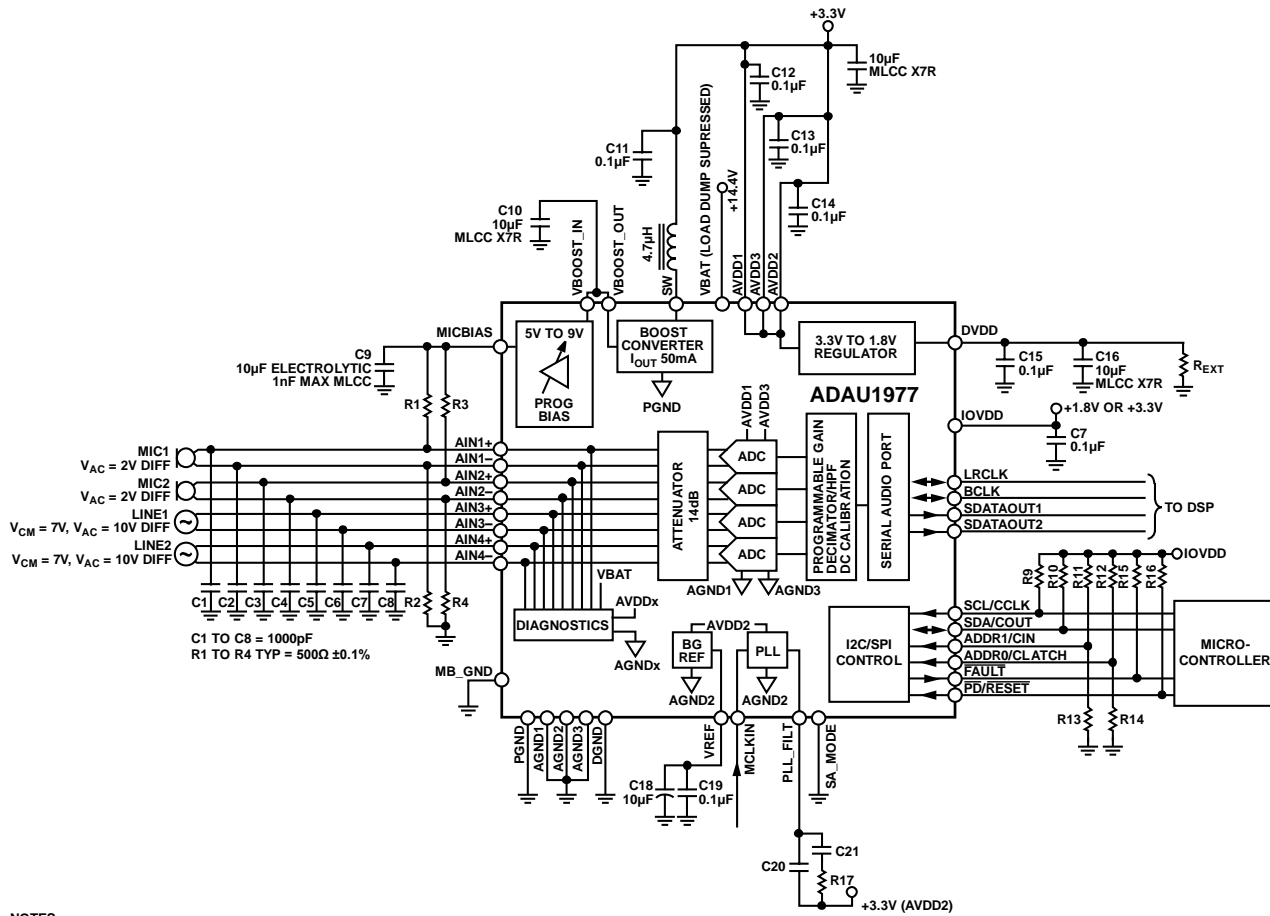 +3.3V
10µF
MLCC X7R
C12
0.1µF
C13
0.1µF
C11
0.1µF
C14
0.1µF
C10
10µF
MLCC X7R
VBOOST_IN
VBOOST_OUT
4.7µH
SW
VBAT (LOAD DUMP SUPRESSED)
+14.4V
AVDD1
AVDD3
AVDD2
MICBIAS
5V TO 9V
PROG
BIAS
BOOST
CONVERTER
IOUT 50mA
PGND
3.3V TO 1.8V
REGULATOR
DVDD
C15
0.1µF
C16
10µF
MLCC X7R
REXT
C9
10µF ELECTROLYTIC
1nF MAX MLCC
R1
R3
ADAU1977
AVDD1
AVDD3
IOVDD
+1.8V OR +3.3V
C7
0.1µF
MIC1
VAC = 2V DIFF
MIC2
VAC = 2V DIFF
LINE1
VCM = 7V, VAC = 10V DIFF
LINE2
VCM = 7V, VAC = 10V DIFF
AIN1+
AIN1–
AIN2+
AIN2–
AIN3+
AIN3–
AIN4+
AIN4–
ATTENUATOR
14dB
ADC
ADC
ADC
ADC
AGND1
AGND3
PROGRAMMABLE GAIN
DECIMATOR/HPF
DC CALIBRATION
SERIAL AUDIO PORT
LRCLK
BCLK
SDATAOUT1
SDATAOUT2
TO DSP
IOVDD
R9
R10
R11
R12
R15
R16
C1
C2
C3
C4
C5
C6
C7
C8
R2
R4
C1 TO C8 = 1000pF
R1 TO R4 TYP = 500Ω ±0.1%
VBAT
AVDDx
DIAGNOSTICS
AGNDx
AVDD2
BG
REF
PLL
AGND2
AGND2
I2C/SPI
CONTROL
SCL/CCLK
SDA/COUT
ADDR1/CIN
ADDR0/CLATCH
FAULT
PD/RESET
MICRO-
CONTROLLER
R13
R14
MB_GND
PGND
AGND1
AGND2
AGND3
DGND
VREF
MCLKIN
PLL_FILT
SA_MODE
C18
10µF
C19
0.1µF
C20
C21
R17
+3.3V (AVDD2)